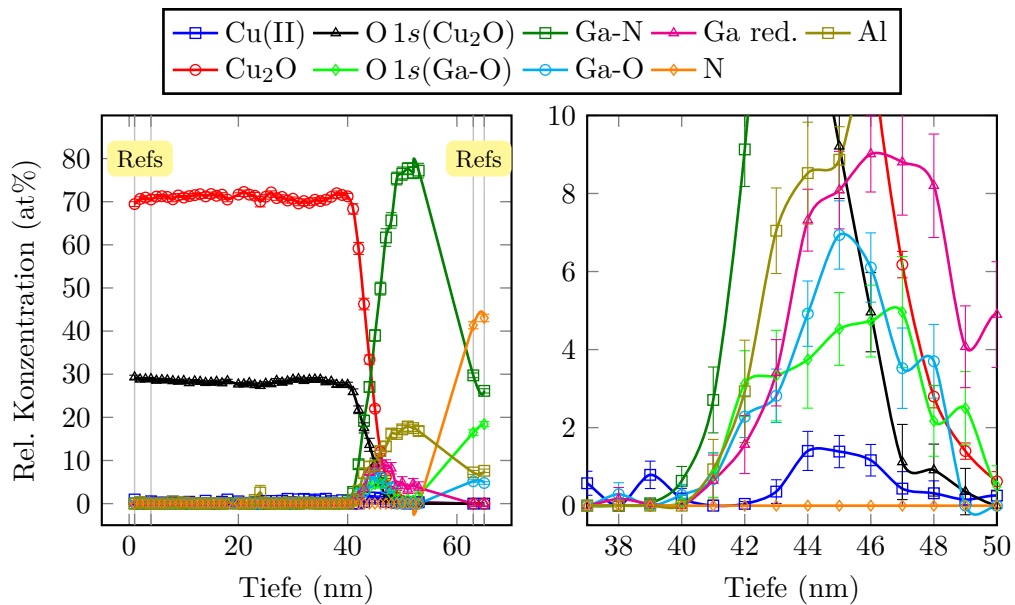 Cu(II) O 1s(Cu₂O) Ga-N Ga red. Al
Cu₂O O 1s(Ga-O) Ga-O N
Rel. Konzentration (at%)
80
70
60
50
40
30
20
10
0
Refs Refs
0 20 40 60
Tiefe (nm)
10
8
6
4
2
0
38 40 42 44 46 48 50
Tiefe (nm)